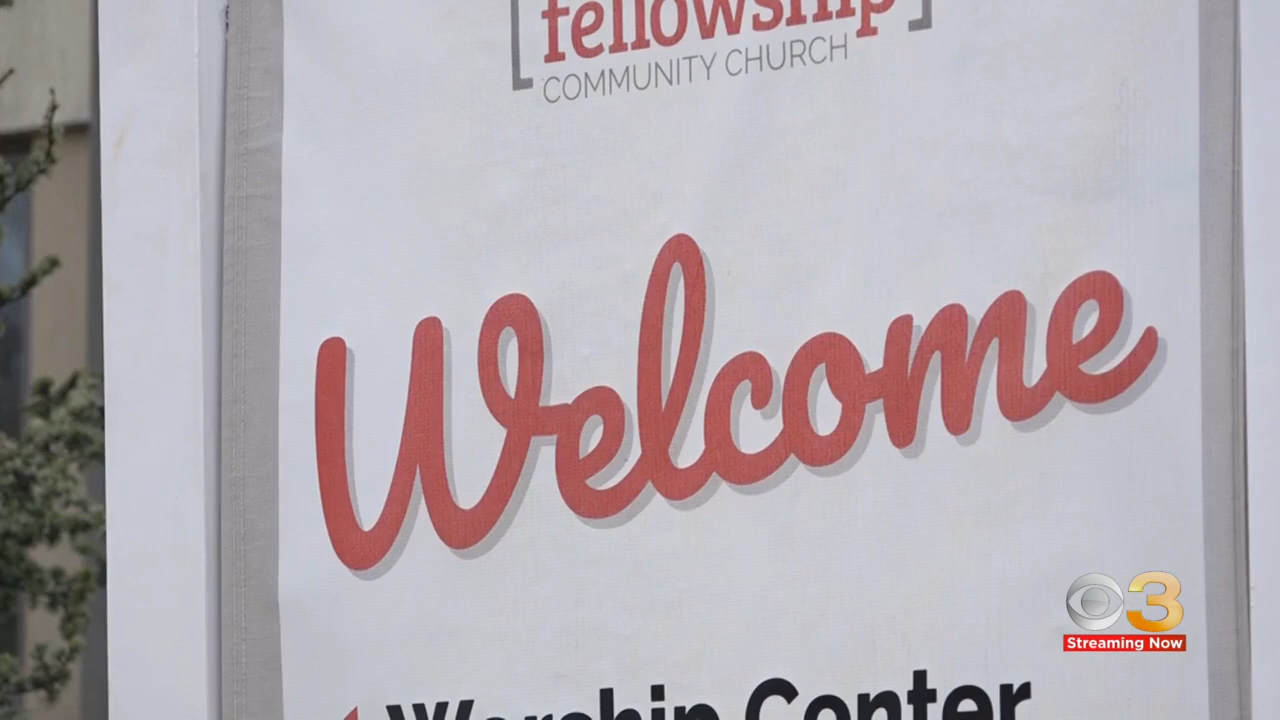 fellowship
COMMUNITY CHURCH
Welcome
3
Streaming Now
Worship Center